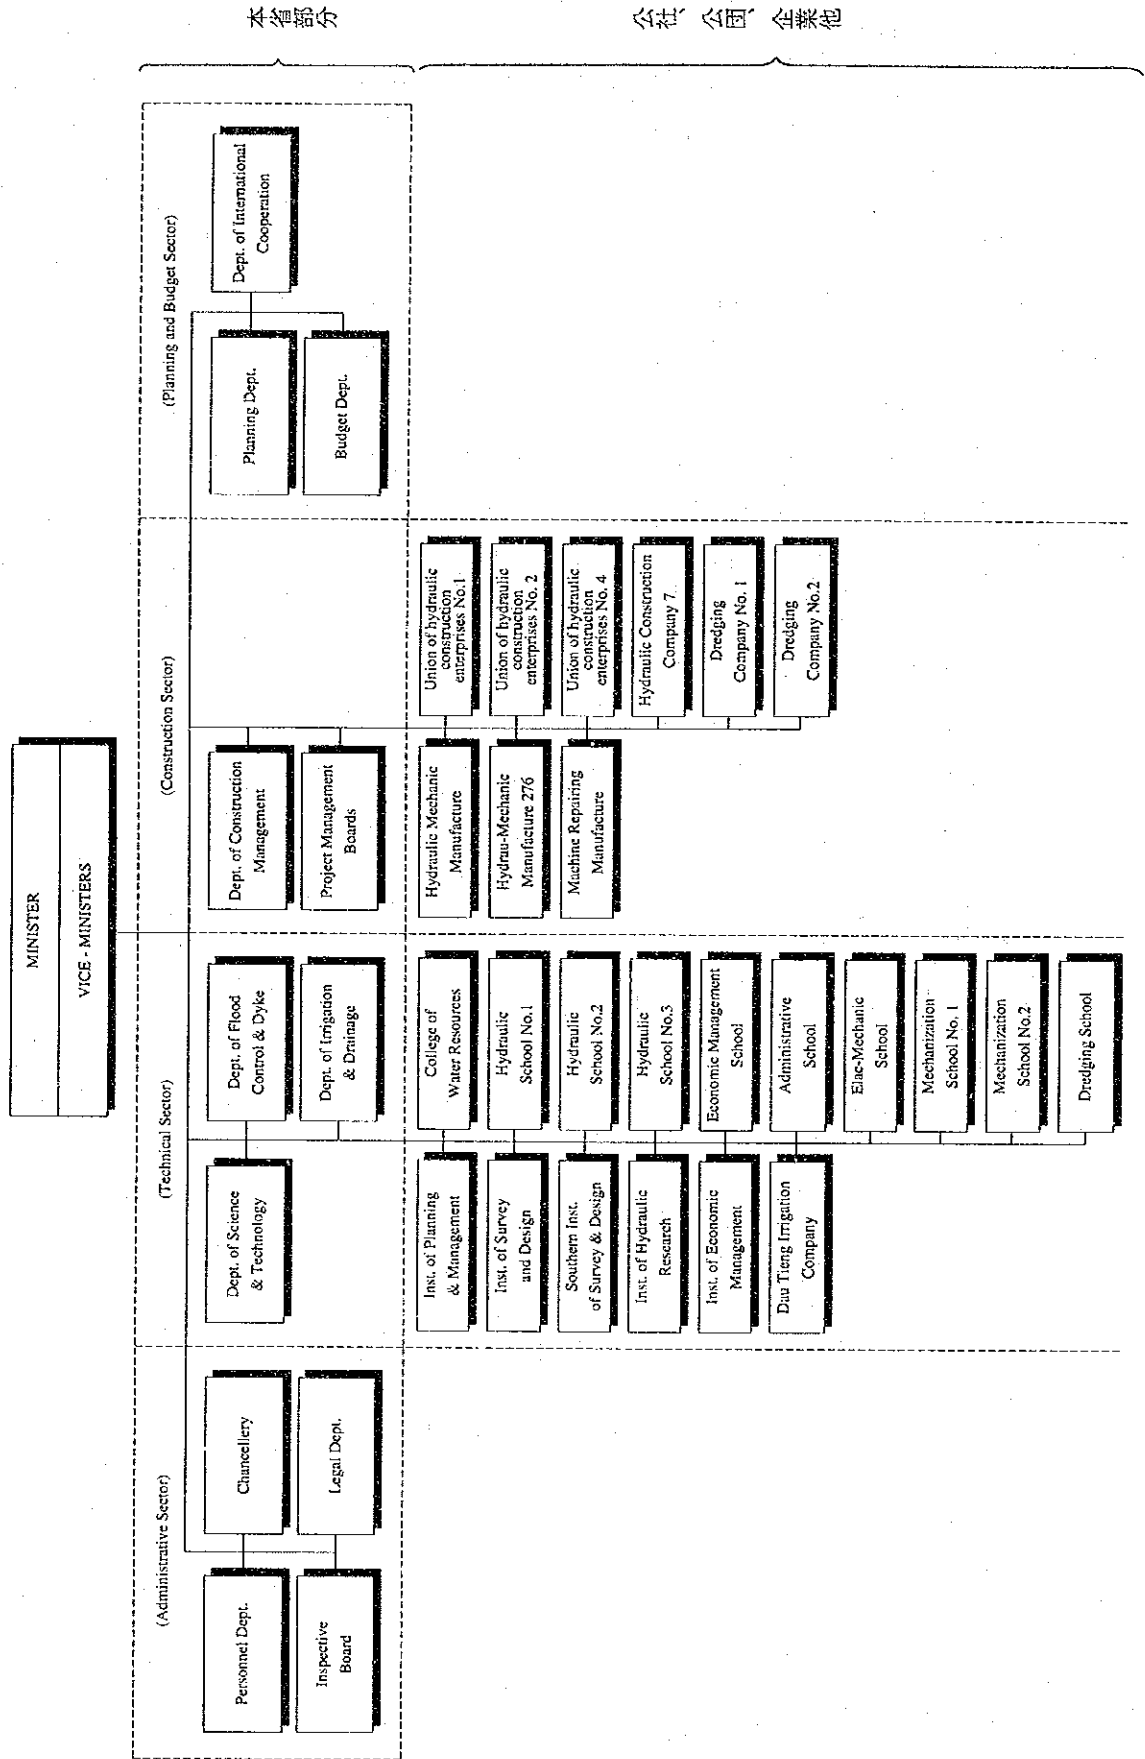 MINISTER
VICE - MINISTERS
本省部分
公社、公団、企業他
(Administrative Sector)
(Technical Sector)
(Construction Sector)
(Planning and Budget Sector)
Personnel Dept.
Chancellery
Inspective
Board
Legal Dept.
Dept. of Science
& Technology
Dept. of Flood
Control & Dyke
Dept. of Irrigation
& Drainage
Dept. of Construction
Management
Project Management
Boards
Planning Dept.
Dept. of International
Cooperation
Budget Dept.
Inst. of Planning
& Management
College of
Water Resources
Inst. of Survey
and Design
Hydraulic
School No.1
Southern Inst.
of Survey & Design
Hydraulic
School No.2
Inst. of Hydraulic
Research
Hydraulic
School No.3
Inst. of Economic
Management
Economic Management
School
Dau Tieng Irrigation
Company
Administrative
School
Elac-Mechanic
School
Mechanization
School No. 1
Mechanization
School No.2
Dredging School
Hydraulic Mechanic
Manufacture
Union of hydraulic
construction
enterprises No.1
Hydruu-Mechanic
Manufacture 276
Union of hydraulic
construction
enterprises No. 2
Machine Repairing
Manufacture
Union of hydraulic
construction
enterprises No. 4
Hydraulic Construction
Company 7.
Dredging
Company No. 1
Dredging
Company No.2